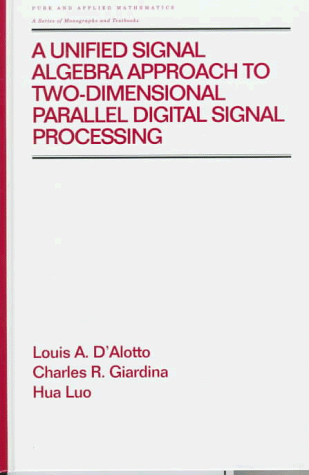 PURE AND APPLIED MATHEMATICS
A Series of Monographs and Textbooks
A UNIFIED SIGNAL
ALGEBRA APPROACH TO
TWO-DIMENSIONAL
PARALLEL DIGITAL SIGNAL
PROCESSING
Louis A. D'Alotto
Charles R. Giardina
Hua Luo